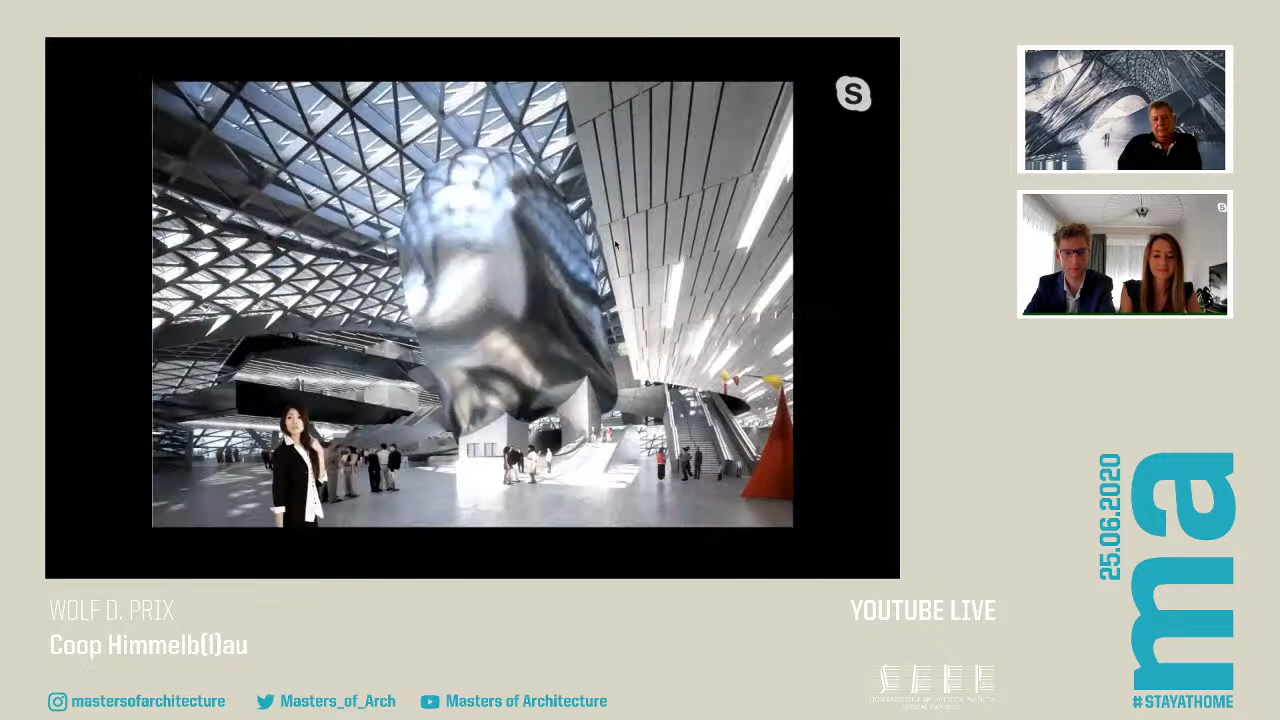 S
S
WOLF D. PRIX
Coop Himmelb(l)au
YOUTUBE LIVE
mastersofarchitecture
Masters_of_Arch
Masters of Architecture
25.06.2020
ma
#STAYATHOME